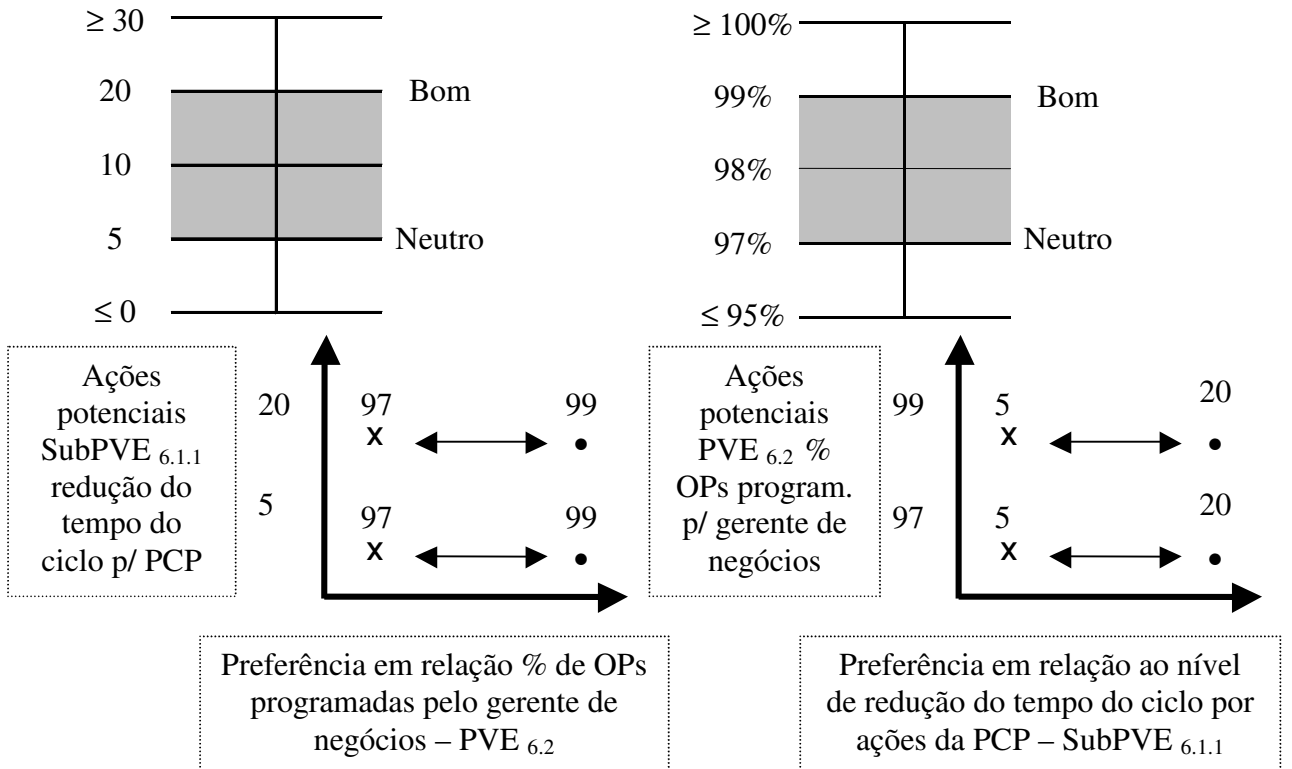 ≥ 30
20
Bom
10
5
Neutro
≤ 0
≥ 100%
99%
Bom
98%
97%
Neutro
≤ 95%
Ações
potenciais
SubPVE 6.1.1
redução do
tempo do
ciclo p/ PCP
20
97
99
x
5
97
99
x
Preferência em relação % de OPs
programadas pelo gerente de
negócios – PVE 6.2
Ações
potenciais
PVE 6.2 %
OPs program.
p/ gerente de
negócios
99
5
20
x
97
5
20
x
Preferência em relação ao nível
de redução do tempo do ciclo por
ações da PCP – SubPVE 6.1.1